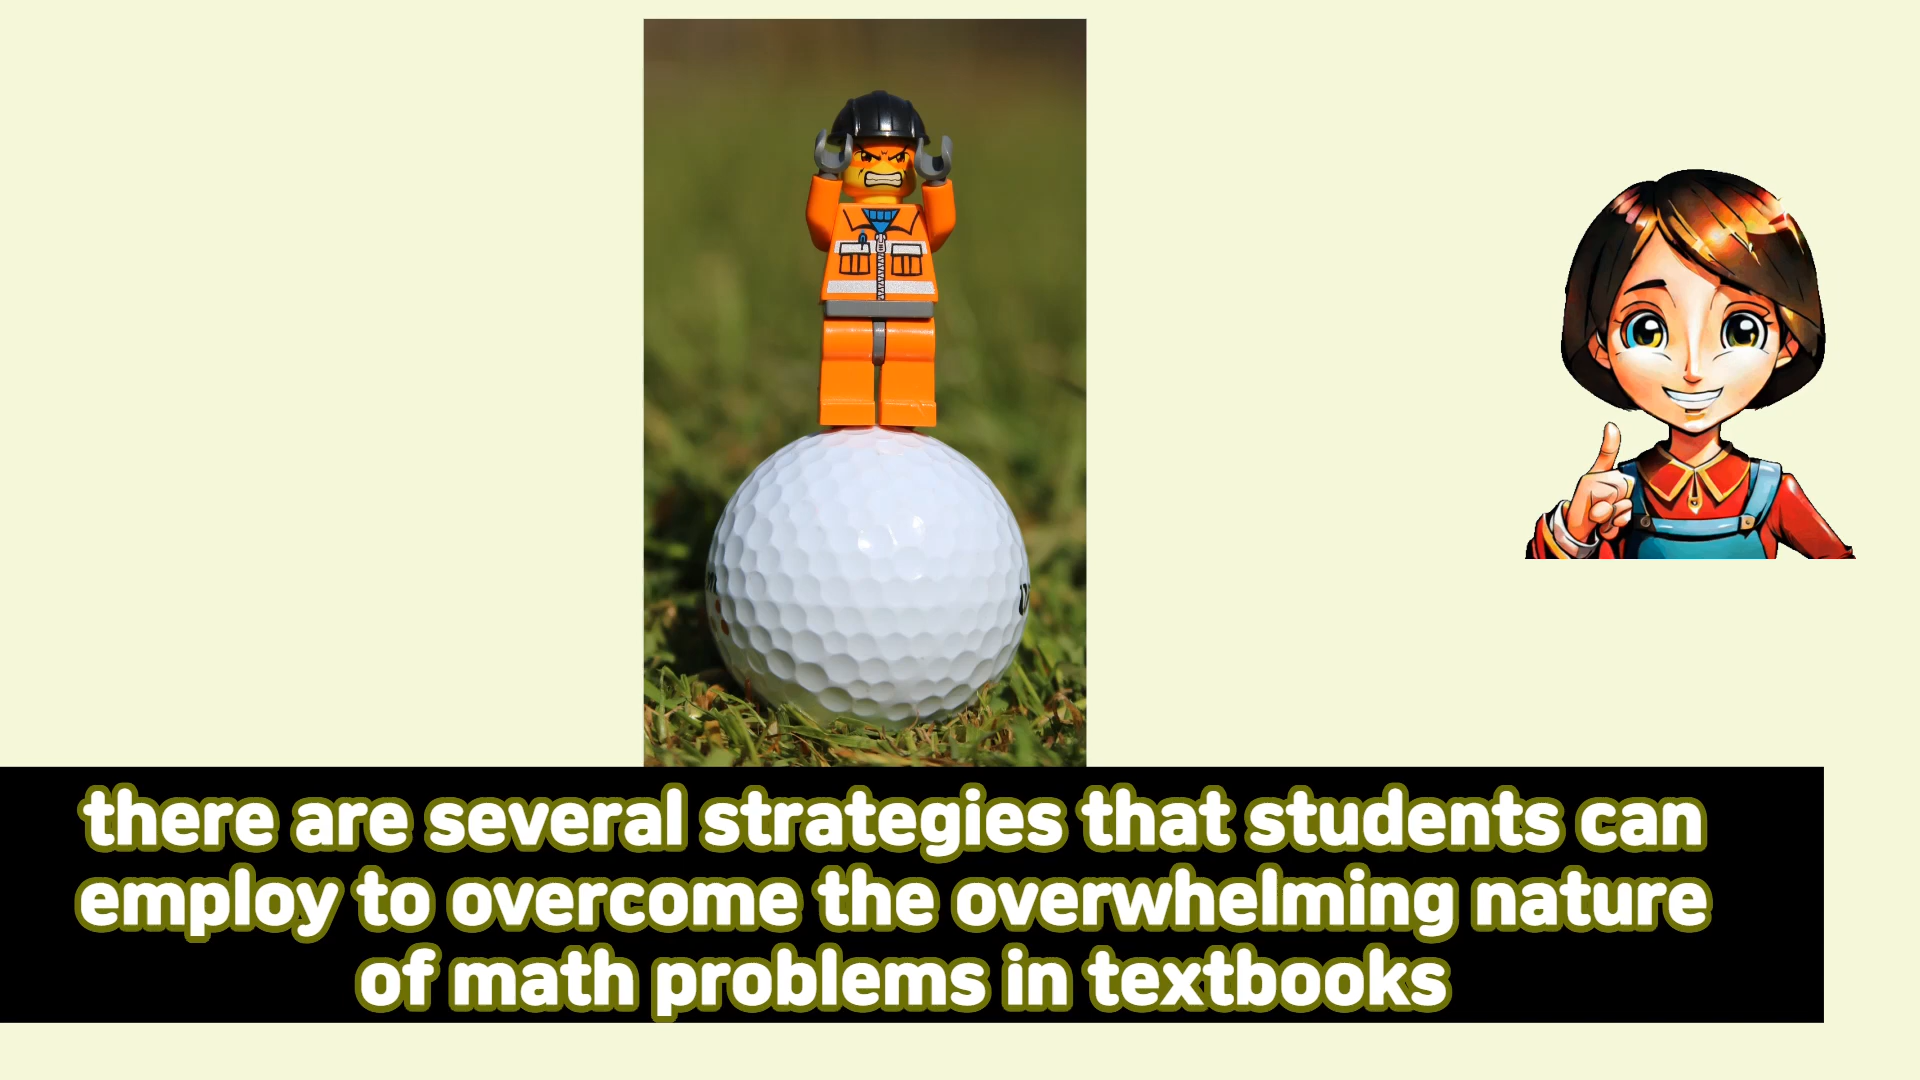 there are several strategies that students can
employ to overcome the overwhelming nature
of math problems in textbooks